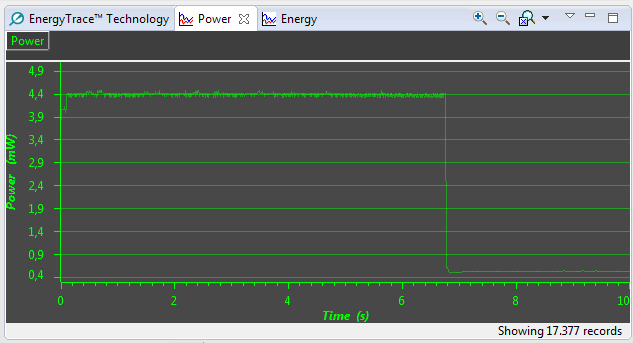 EnergyTrace™ Technology Power Energy
Power
4,9
4,4
3,9
3,4
2,9
2,4
1,9
1,4
0,9
0,4
Power (mW)
0 2 4 6 8 10
Time (s)
Showing 17.377 records